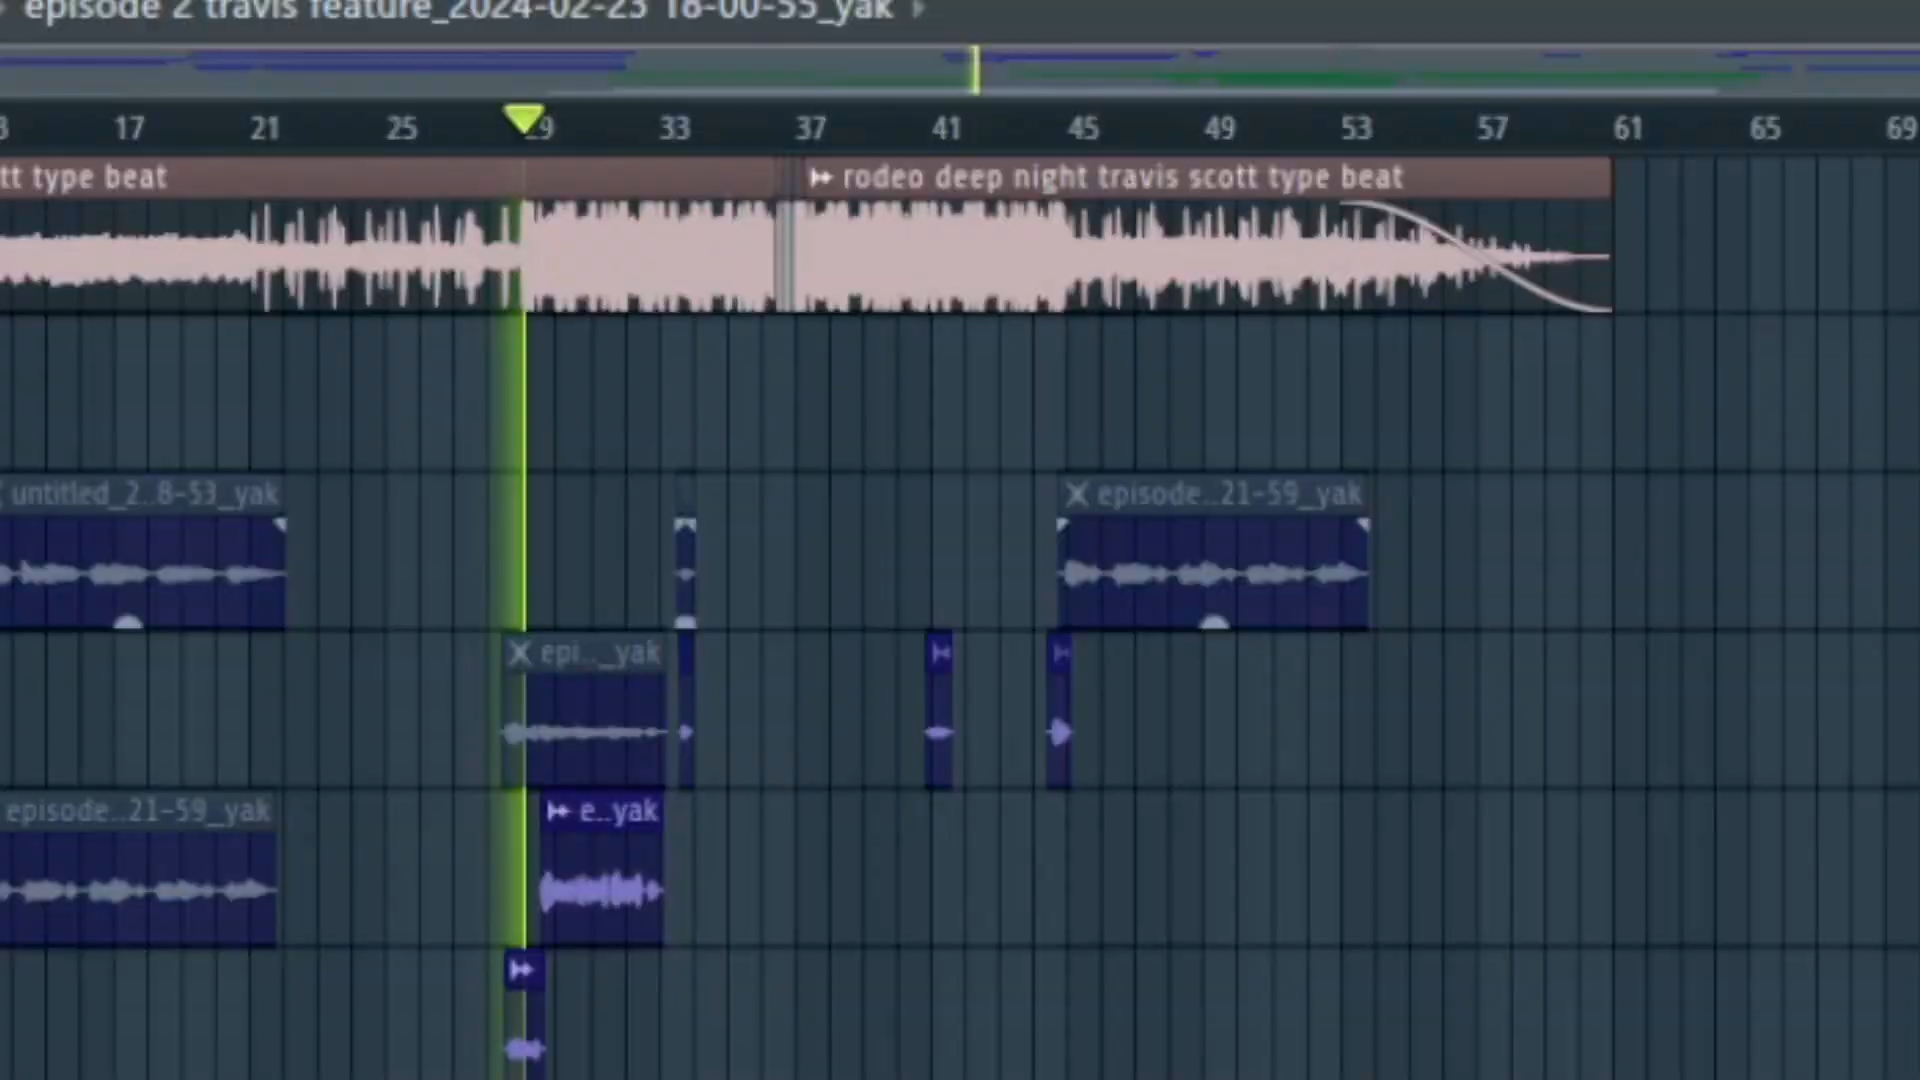 episode 2 travis feature_2024-02-23 18-00-55_yak
17 21 25 29 33 37 41 45 49 53 57 61 65 69
tt type beat
rodeo deep night travis scott type beat
untitled_2..8-53_yak
episode..21-59_yak
epi.._yak
episode..21-59_yak
e..yak